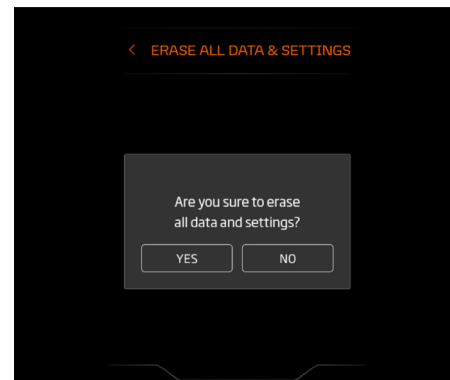 < ERASE ALL DATA & SETTINGS
Are you sure to erase
all data and settings?
YES NO